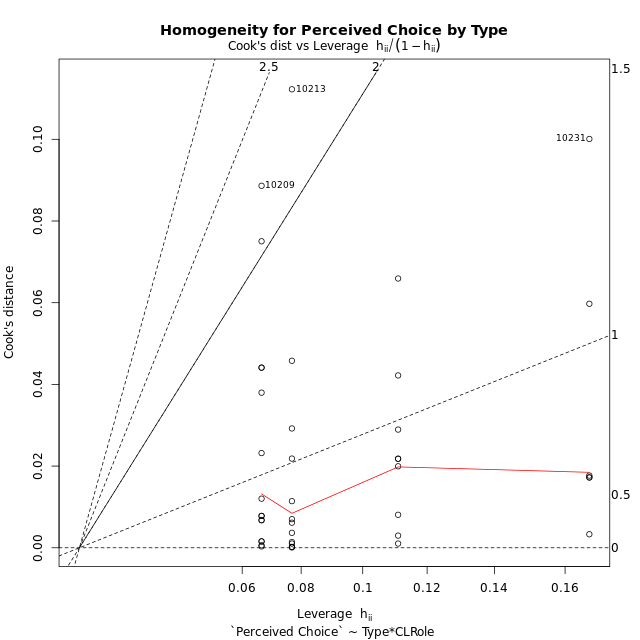 Homogeneity for Perceived Choice by Type
Cook's dist vs Leverage hii/(1 − hii)
2.5
2
1.5
10213
10231
10209
1
0.5
0
0.10
0.08
0.06
0.04
0.02
0.00
Cook's distance
0.06 0.08 0.1 0.12 0.14 0.16
Leverage hii
`Perceived Choice` ~ Type*CLRole